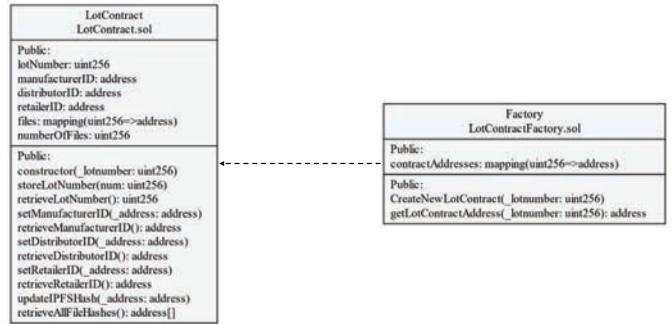 LotContract
LotContract.sol
Public:
lotNumber: uint256
manufacturerID: address
distributorID: address
retailerID: address
files: mapping(uint256=>address)
numberOfFiles: uint256
Public:
constructor(_lotnumber: uint256)
storeLotNumber(num: uint256)
retrieveLotNumber(): uint256
setManufacturerID(_address: address)
retrieveManufacturerID(): address
setDistributorID(_address: address)
retrieveDistributorID(): address
setRetailerID(_address: address)
retrieveRetailerID(): address
updateIPFSHash(_address: address)
retrieveAllFileHashes(): address[]
Factory
LotContractFactory.sol
Public:
contractAddresses: mapping(uint256=>address)
Public:
CreateNewLotContract(_lotnumber: uint256)
getLotContractAddress(_lotnumber: uint256): address